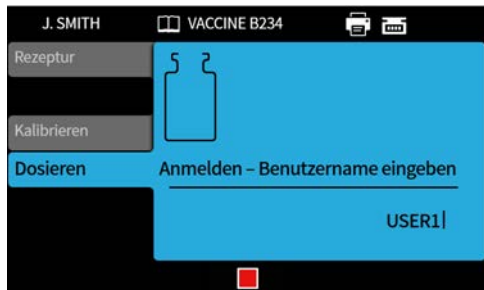 J. SMITH VACCINE B234
Rezeptur
Kalibrieren
Dosieren
Anmelden – Benutzername eingeben
USER1